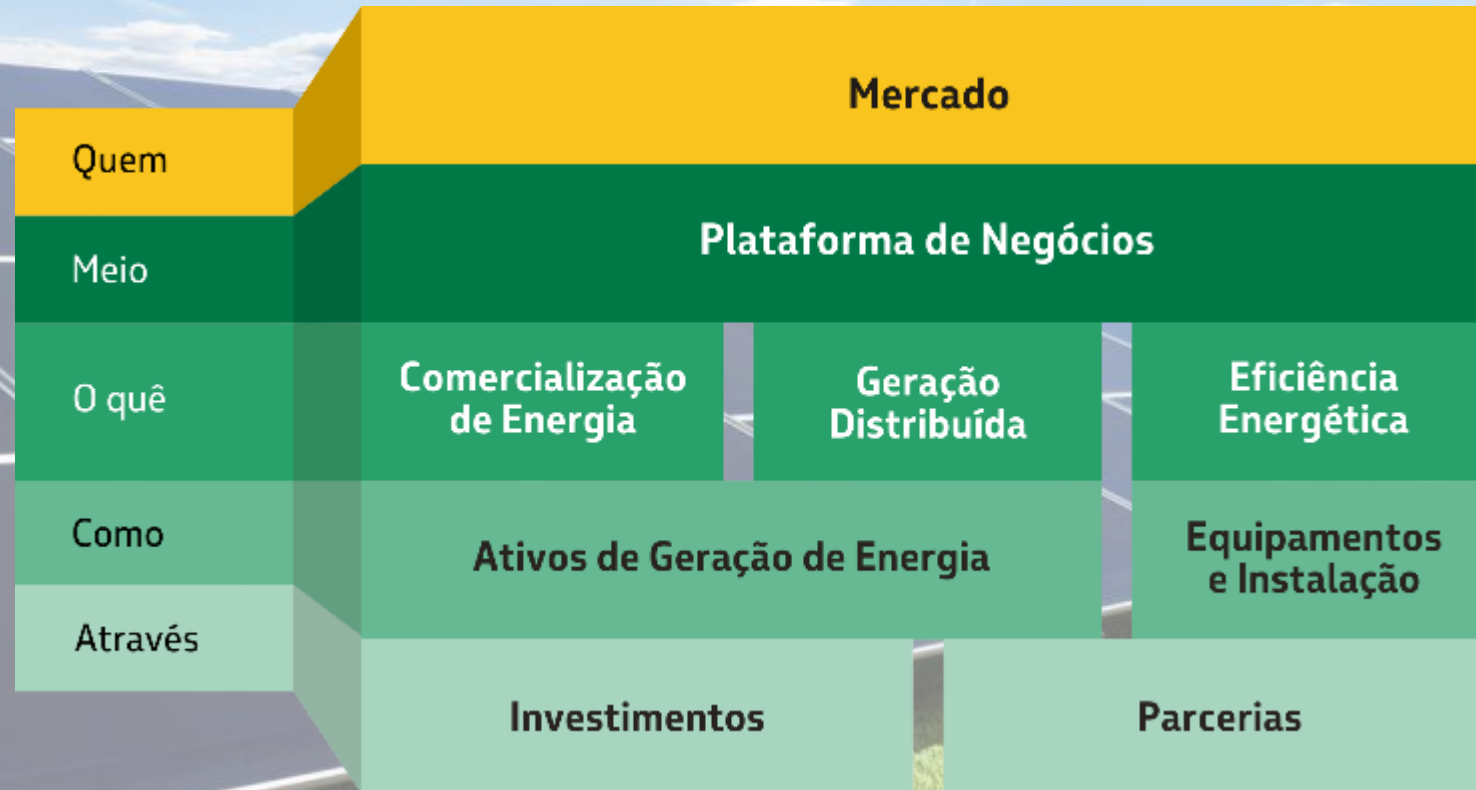 Mercado
Quem
Plataforma de Negócios
Meio
O quê
Comercialização
de Energia
Geração
Distribuída
Eficiência
Energética
Como
Ativos de Geração de Energia
Equipamentos
e Instalação
Através
Investimentos
Parcerias